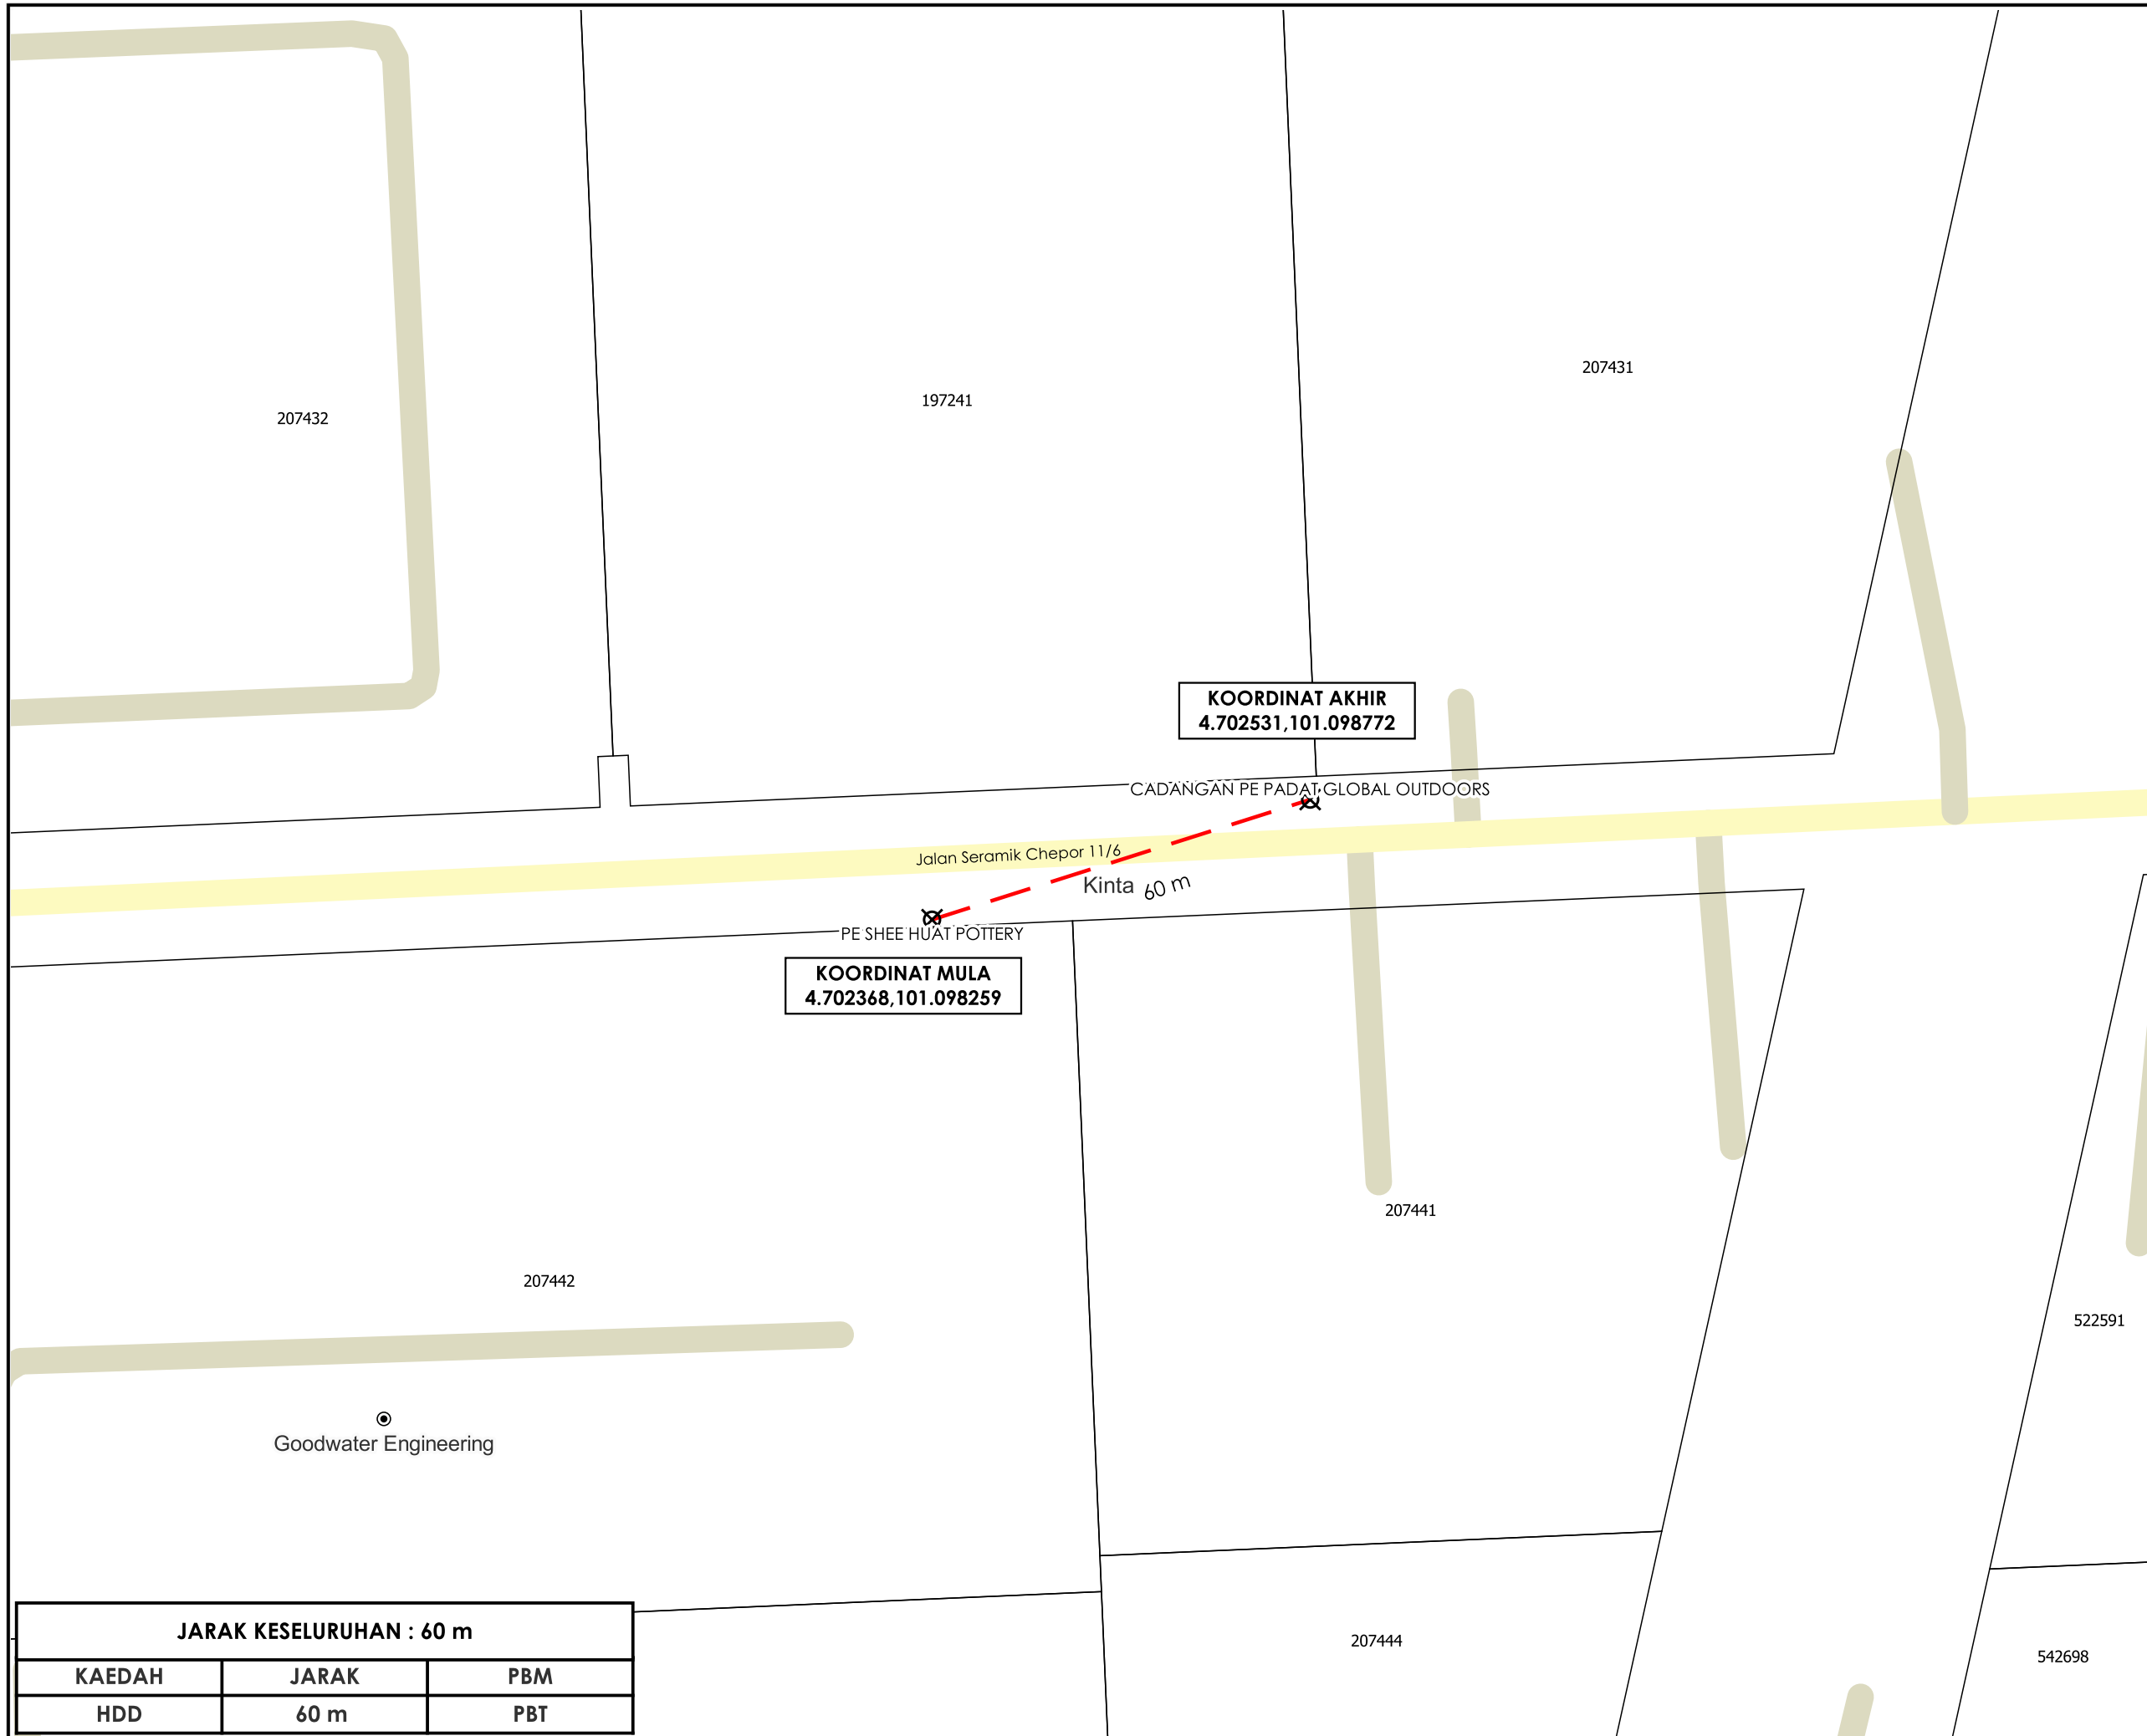 207431
197241
207432
KOORDINAT AKHIR
4.702531,101.098772
CADANGAN PE PADAT GLOBAL OUTDOORS
Jalan Seramik Chepor 11/6
Kinta
60 m
PE SHEE HUAT POTTERY
KOORDINAT MULA
4.702368,101.098259
207441
207442
522591
Goodwater Engineering
JARAK KESELURUHAN : 60 m
KAEDAH JARAK PBM
HDD 60 m PBT
207444
542698